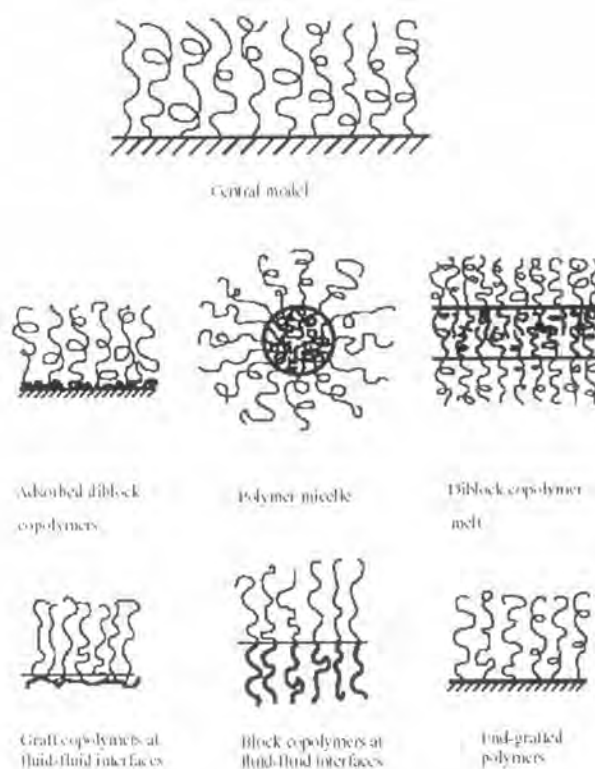 Central model
Adsorbed diblock
copolymers
Polymer micelle
Diblock copolymer
melt
Graft copolymers at
fluid-fluid interfaces
Block copolymers at
fluid-fluid interfaces
End-grafted
polymers